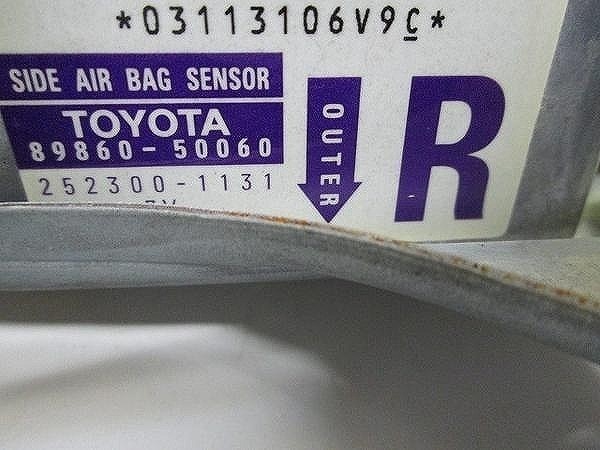 *03113106V9C*
SIDE AIR BAG SENSOR
TOYOTA
89860-50060
252300-1131
OUTER
R